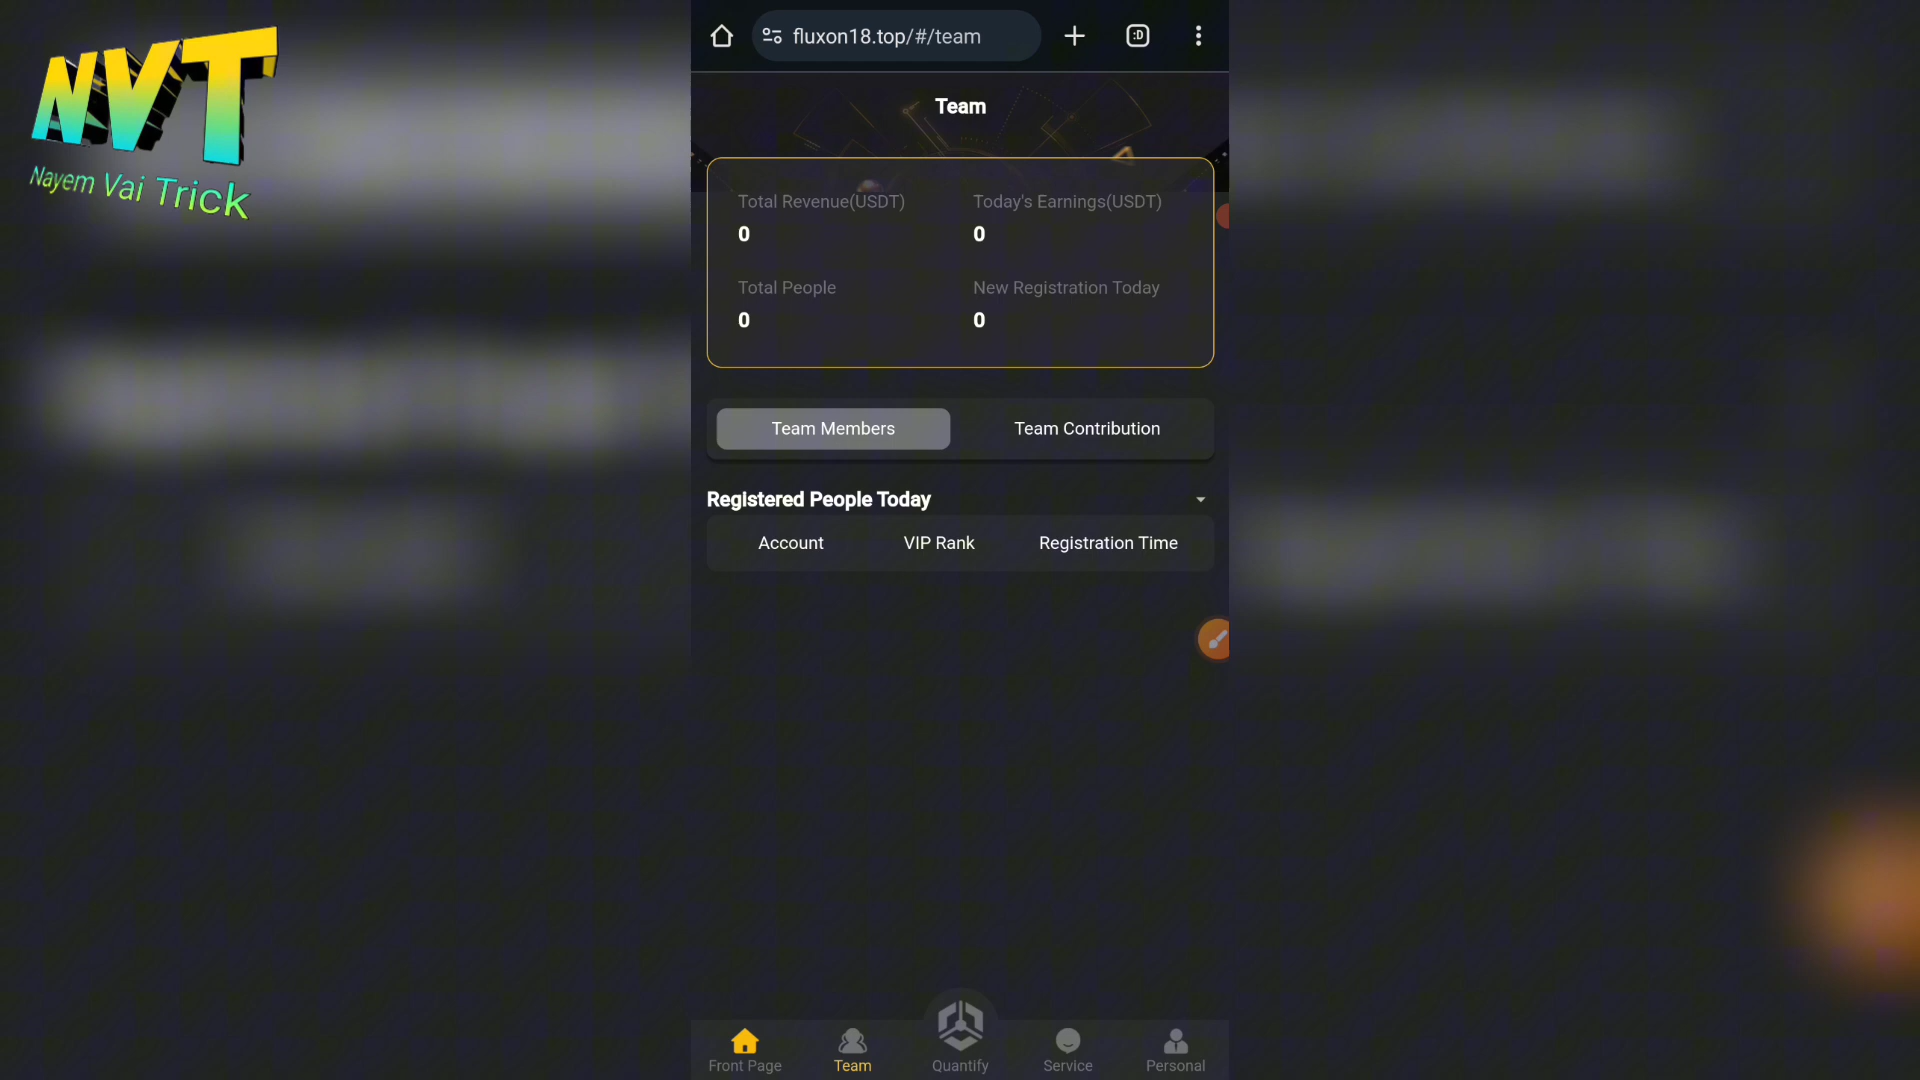 NVT
Nayem Vai Trick
fluxon18.top/#/team
:D
Team
Total Revenue(USDT) Today's Earnings(USDT)
0 0
Total People New Registration Today
0 0
Team Members Team Contribution
Registered People Today
Account VIP Rank Registration Time
Front Page Team Quantify Service Personal